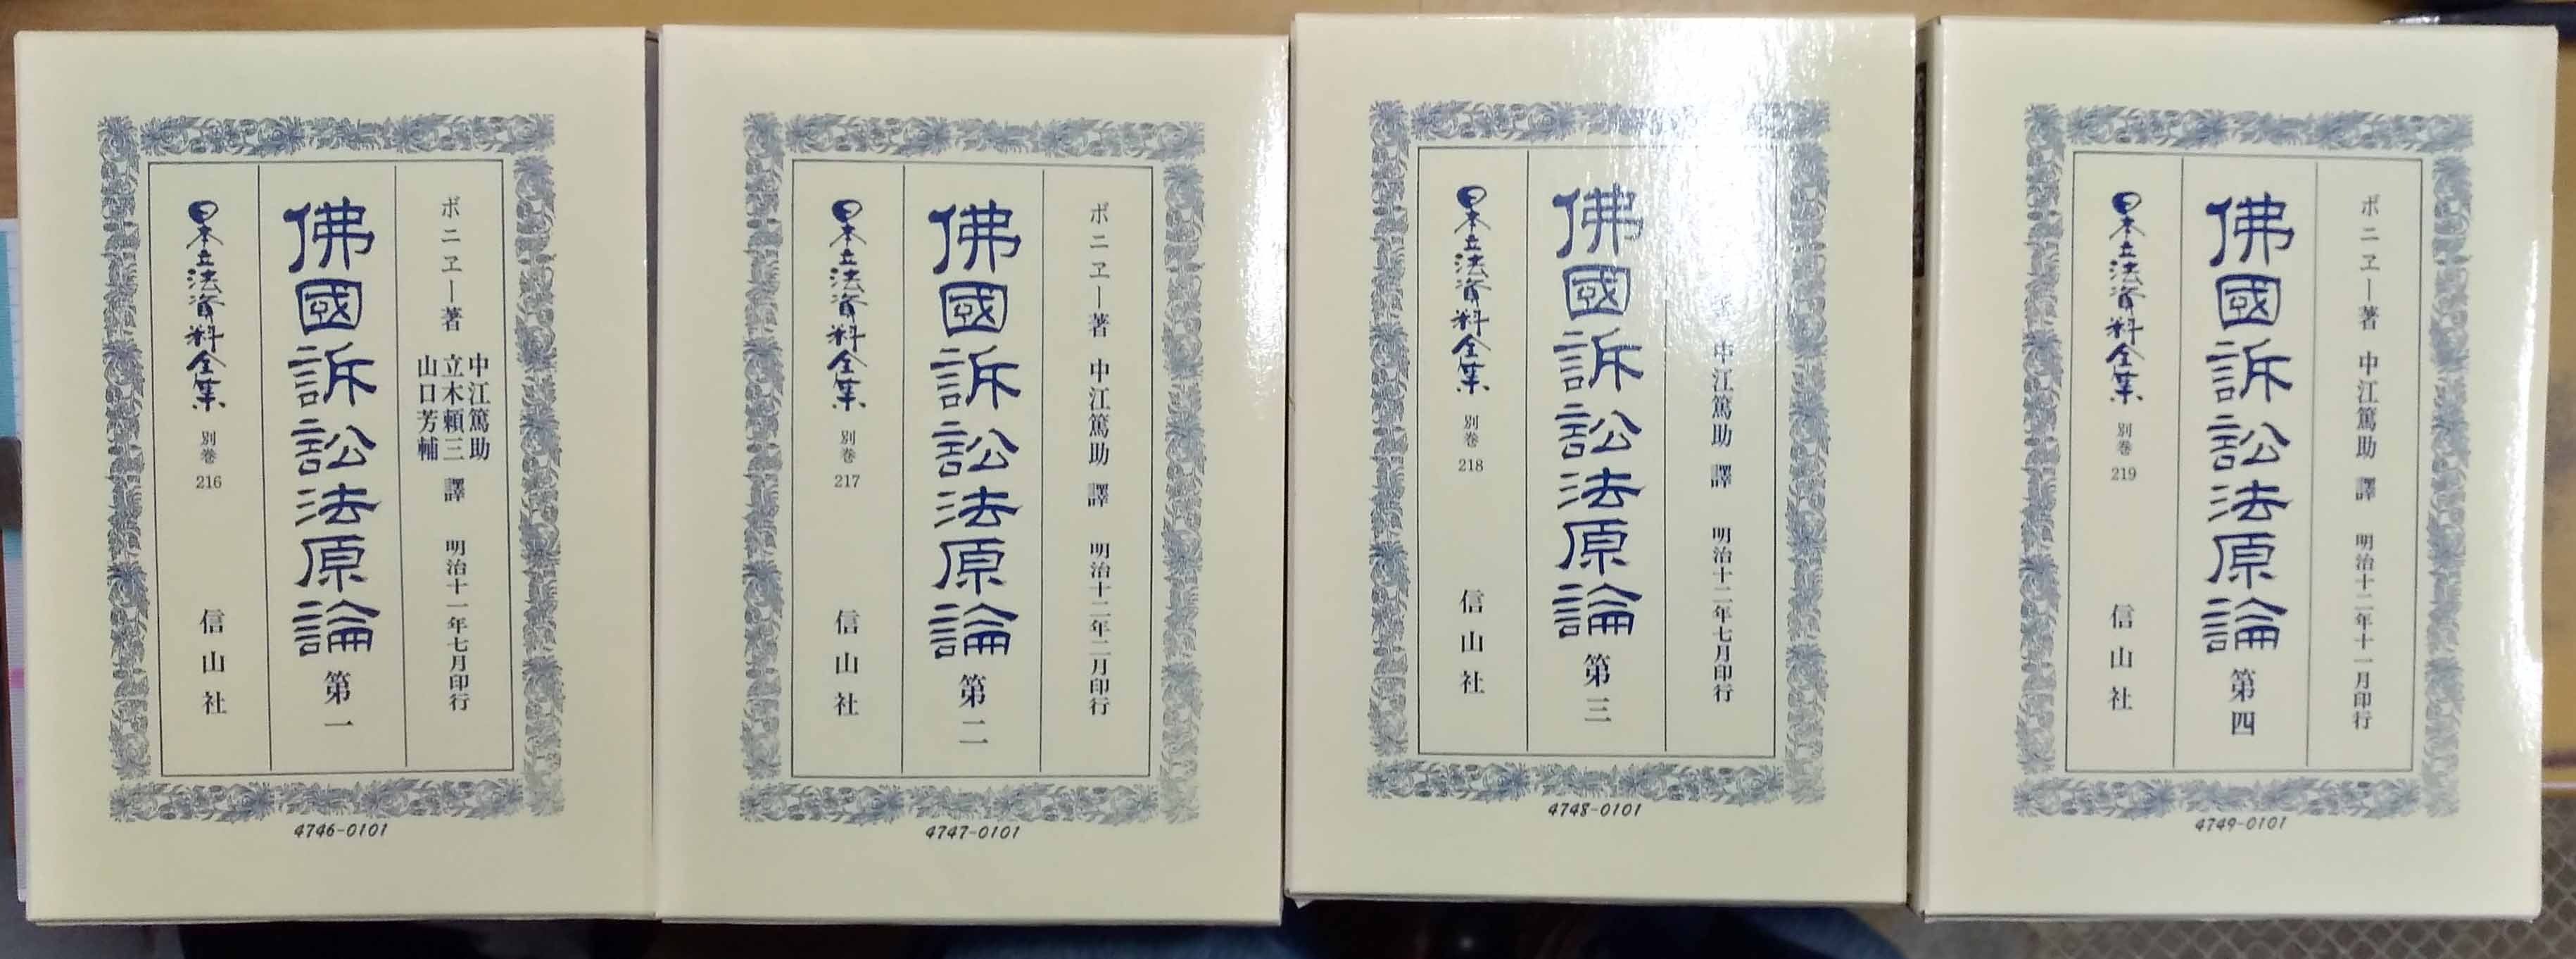 ボニヱー著 中江篤助 立木頼三 山口芳輔 譯 明治十一年七月印行
佛國訴訟法原論 第一
日本立法資料全集 別巻 216 信山社
4746-0101
ボニヱー著 中江篤助 譯 明治十二年二月印行
佛國訴訟法原論 第二
日本立法資料全集 別巻 217 信山社
4747-0101
中江篤助 譯 明治十二年七月印行
佛國訴訟法原論 第三
日本立法資料全集 別巻 218 信山社
4748-0101
ボニヱー著 中江篤助 譯 明治十二年十一月印行
佛國訴訟法原論 第四
日本立法資料全集 別巻 219 信山社
4749-0101